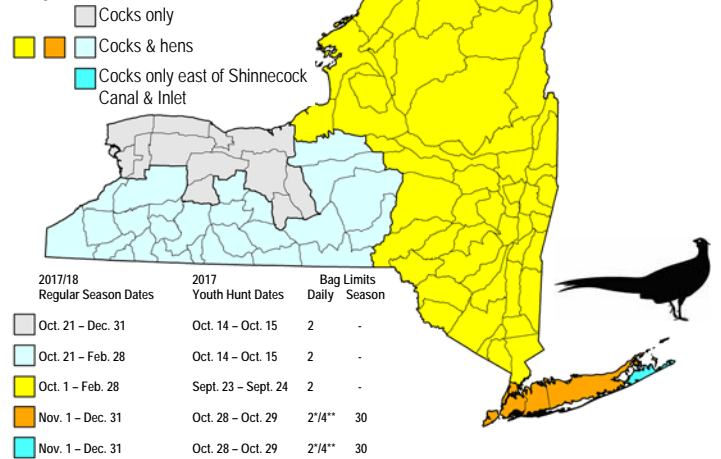 Cocks only
Cocks & hens
Cocks only east of Shinnecock
Canal & Inlet
2017/18 2017 Bag Limits
Regular Season Dates Youth Hunt Dates Daily Season
Oct. 21 – Dec. 31 Oct. 14 – Oct. 15 2 -
Oct. 21 – Feb. 28 Oct. 14 – Oct. 15 2 -
Oct. 1 – Feb. 28 Sept. 23 – Sept. 24 2 -
Nov. 1 – Dec. 31 Oct. 28 – Oct. 29 2*/4** 30
Nov. 1 – Dec. 31 Oct. 28 – Oct. 29 2*/4** 30